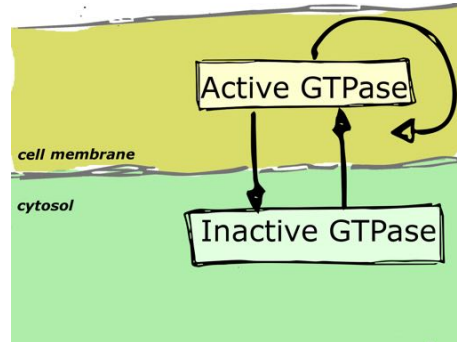 Active GTPase
cell membrane
cytosol
Inactive GTPase